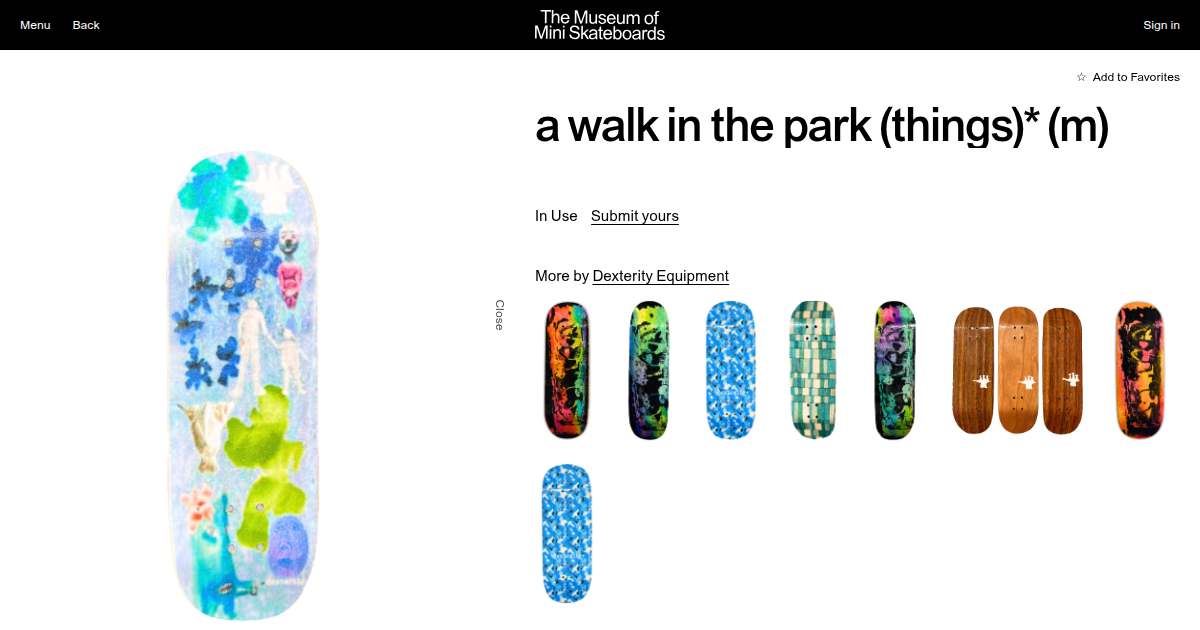 Menu Back
The Museum of
Mini Skateboards
Sign in
☆ Add to Favorites
a walk in the park (things)* (m)
In Use Submit yours
More by Dexterity Equipment
Close